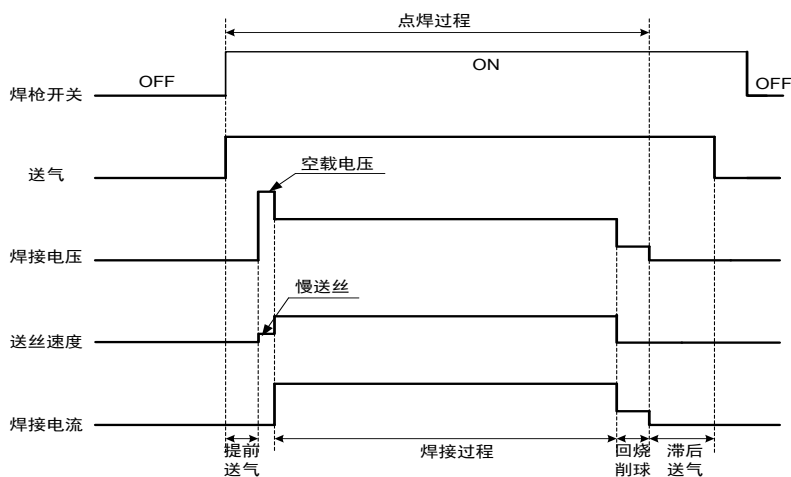 点焊过程
OFF
ON
OFF
焊枪开关
送气
空载电压
焊接电压
慢送丝
送丝速度
焊接电流
提前
送气
焊接过程
回烧
削球
滞后
送气